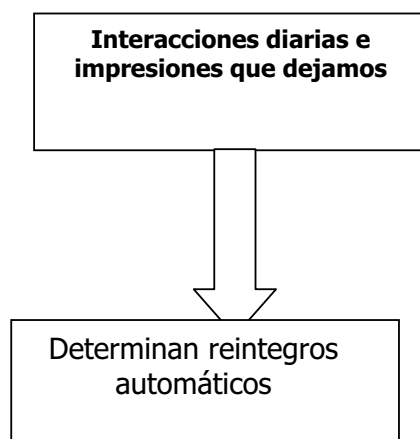 Interacciones diarias e
impresiones que dejamos
Determinan reintegros
automáticos